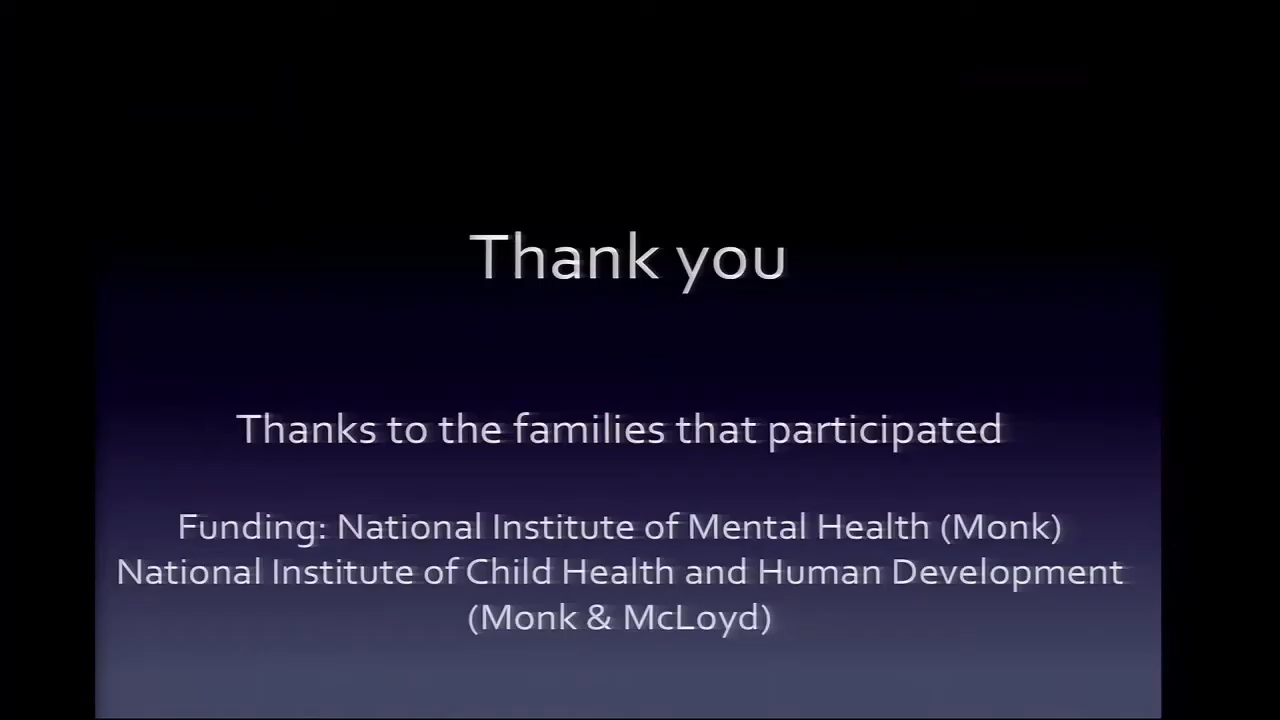 Thank you
Thanks to the families that participated
Funding: National Institute of Mental Health (Monk)
National Institute of Child Health and Human Development
(Monk & McLoyd)